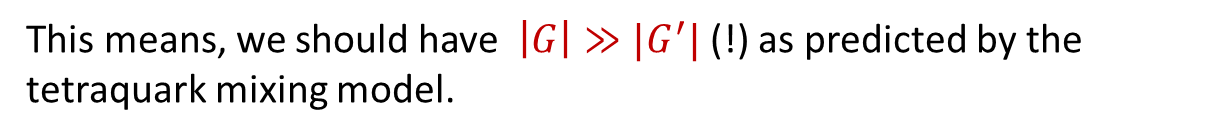 This means, we should have |G| ≫ |G′| (!) as predicted by the
tetraquark mixing model.